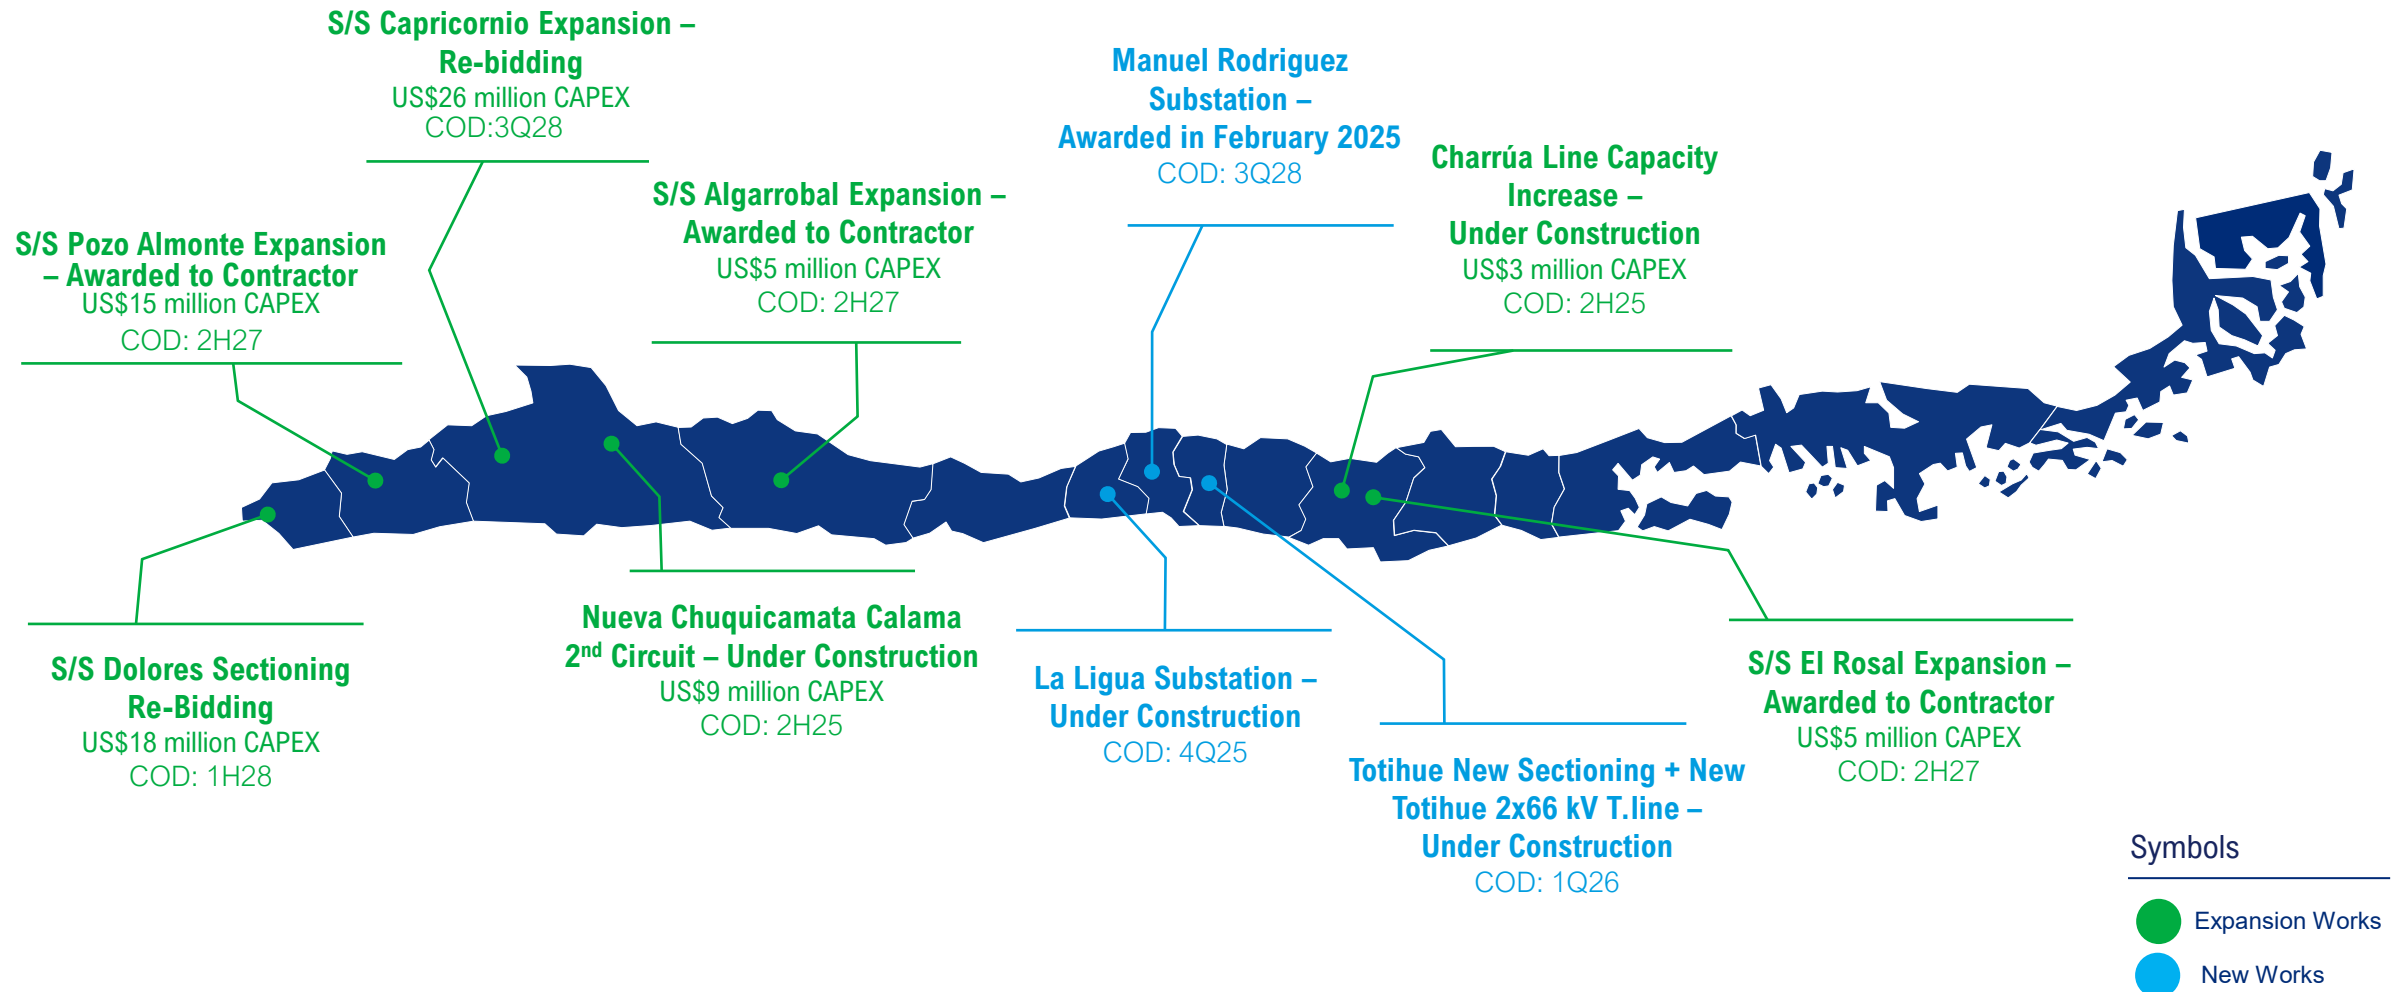 S/S Capricornio Expansion –
Re-bidding
US$26 million CAPEX
COD:3Q28
Manuel Rodriguez
Substation –
Awarded in February 2025
COD: 3Q28
Charrúa Line Capacity
Increase –
Under Construction
US$3 million CAPEX
COD: 2H25
S/S Algarrobal Expansion –
Awarded to Contractor
US$5 million CAPEX
COD: 2H27
S/S Pozo Almonte Expansion
– Awarded to Contractor
US$15 million CAPEX
COD: 2H27
S/S Dolores Sectioning
Re-Bidding
US$18 million CAPEX
COD: 1H28
Nueva Chuquicamata Calama
2nd Circuit – Under Construction
US$9 million CAPEX
COD: 2H25
La Ligua Substation –
Under Construction
COD: 4Q25
Totihue New Sectioning + New
Totihue 2x66 kV T.line –
Under Construction
COD: 1Q26
S/S El Rosal Expansion –
Awarded to Contractor
US$5 million CAPEX
COD: 2H27
Symbols
Expansion Works
New Works